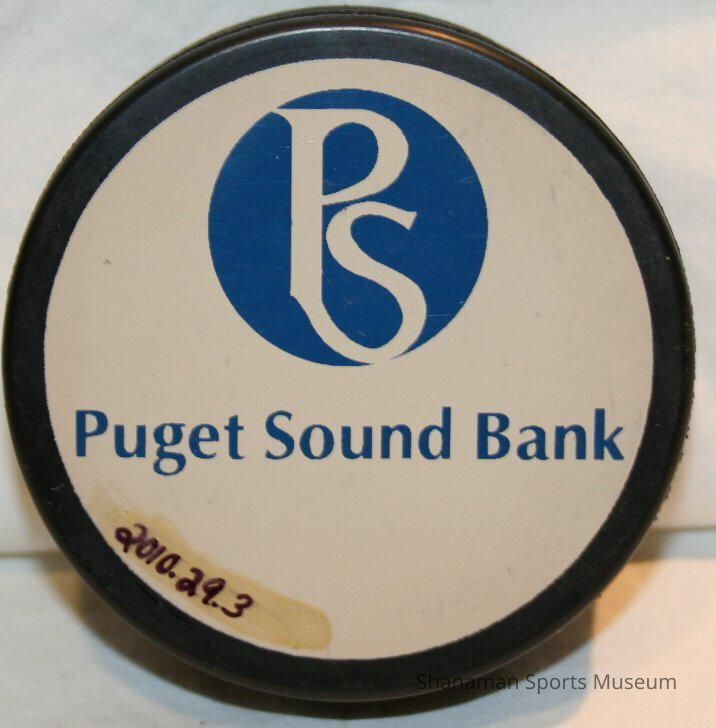 PS
Puget Sound Bank
2010.29.3
Shanaman Sports Museum